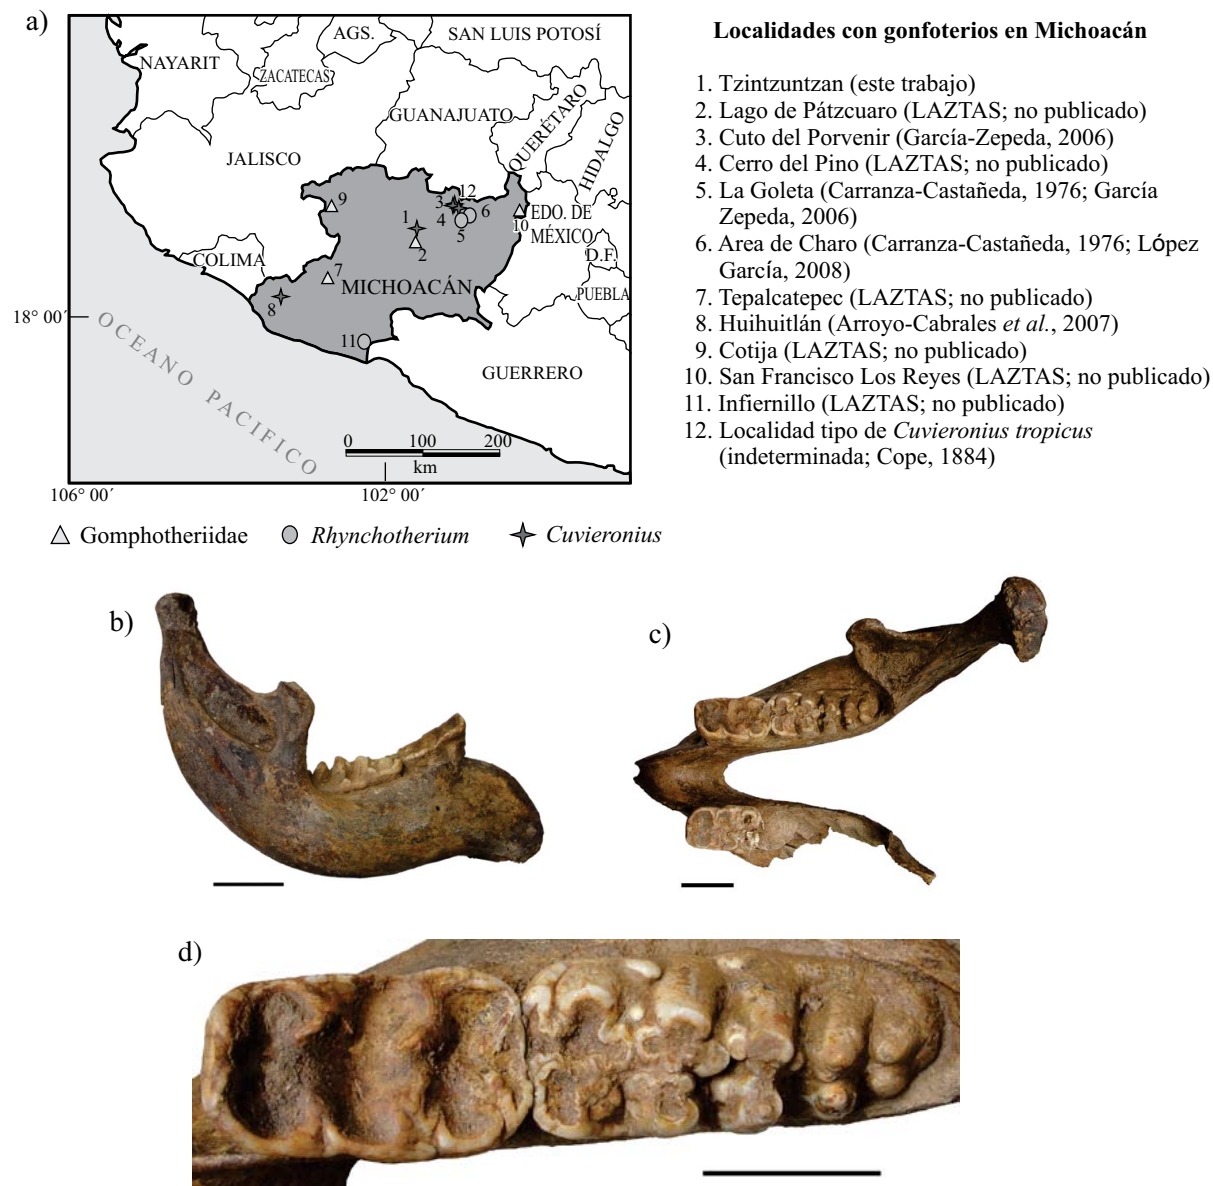 a)
AGS.
SAN LUIS POTOSÍ
NAYARIT
ZACATECAS
GUANAJUATO
QUERÉTARO
HIDALGO
JALISCO
12
9
3
6
1
4
10
EDO. DE
MÉXICO
5
2
D.F.
COLIMA
7
MICHOACÁN
PUEBLA
8
18° 00´
11
GUERRERO
OCEANO PACIFICO
0 100 200
km
106° 00´
102° 00´
Gomphotheriidae Rhynchotherium Cuvieronius
Localidades con gonfoterios en Michoacán
1. Tzintzuntzan (este trabajo)
2. Lago de Pátzcuaro (LAZTAS; no publicado)
3. Cuto del Porvenir (García-Zepeda, 2006)
4. Cerro del Pino (LAZTAS; no publicado)
5. La Goleta (Carranza-Castañeda, 1976; García
Zepeda, 2006)
6. Area de Charo (Carranza-Castañeda, 1976; López
García, 2008)
7. Tepalcatepec (LAZTAS; no publicado)
8. Huihuitlán (Arroyo-Cabrales et al., 2007)
9. Cotija (LAZTAS; no publicado)
10. San Francisco Los Reyes (LAZTAS; no publicado)
11. Infiernillo (LAZTAS; no publicado)
12. Localidad tipo de Cuvieronius tropicus
(indeterminada; Cope, 1884)
b)
c)
d)